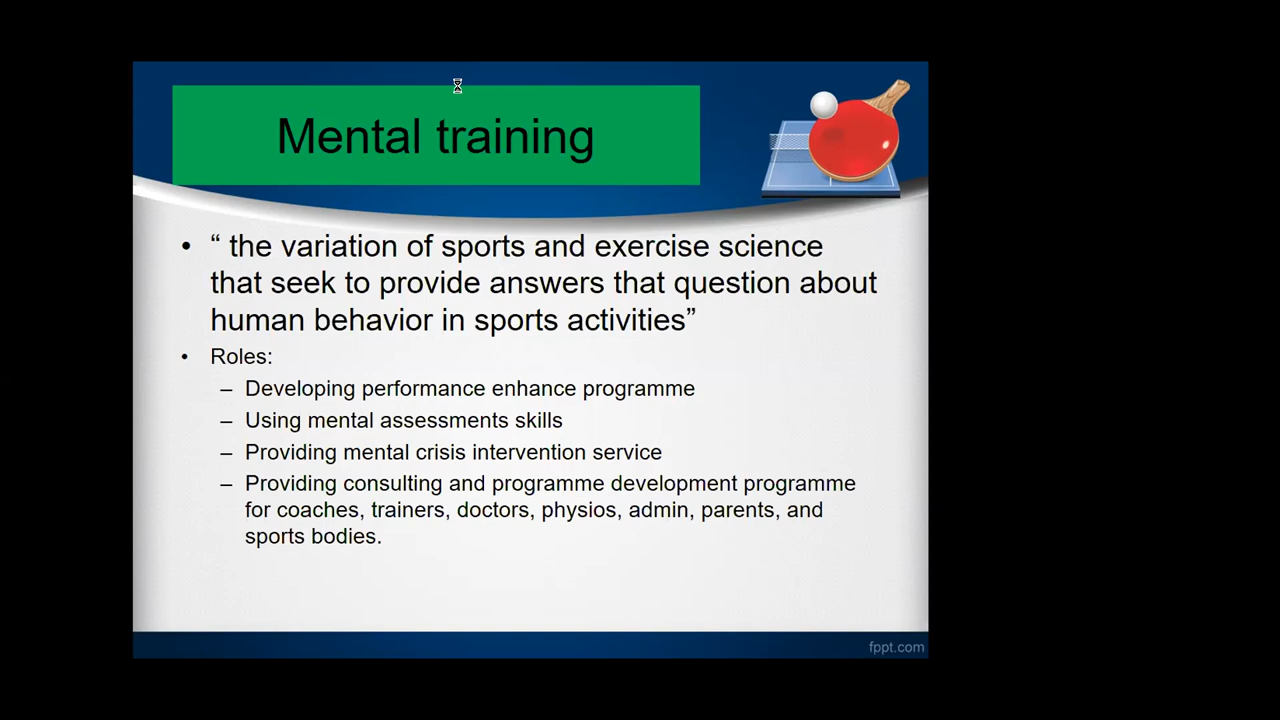 Mental training
• “ the variation of sports and exercise science
that seek to provide answers that question about
human behavior in sports activities”
• Roles:
– Developing performance enhance programme
– Using mental assessments skills
– Providing mental crisis intervention service
– Providing consulting and programme development programme
for coaches, trainers, doctors, physios, admin, parents, and
sports bodies.
fppt.com